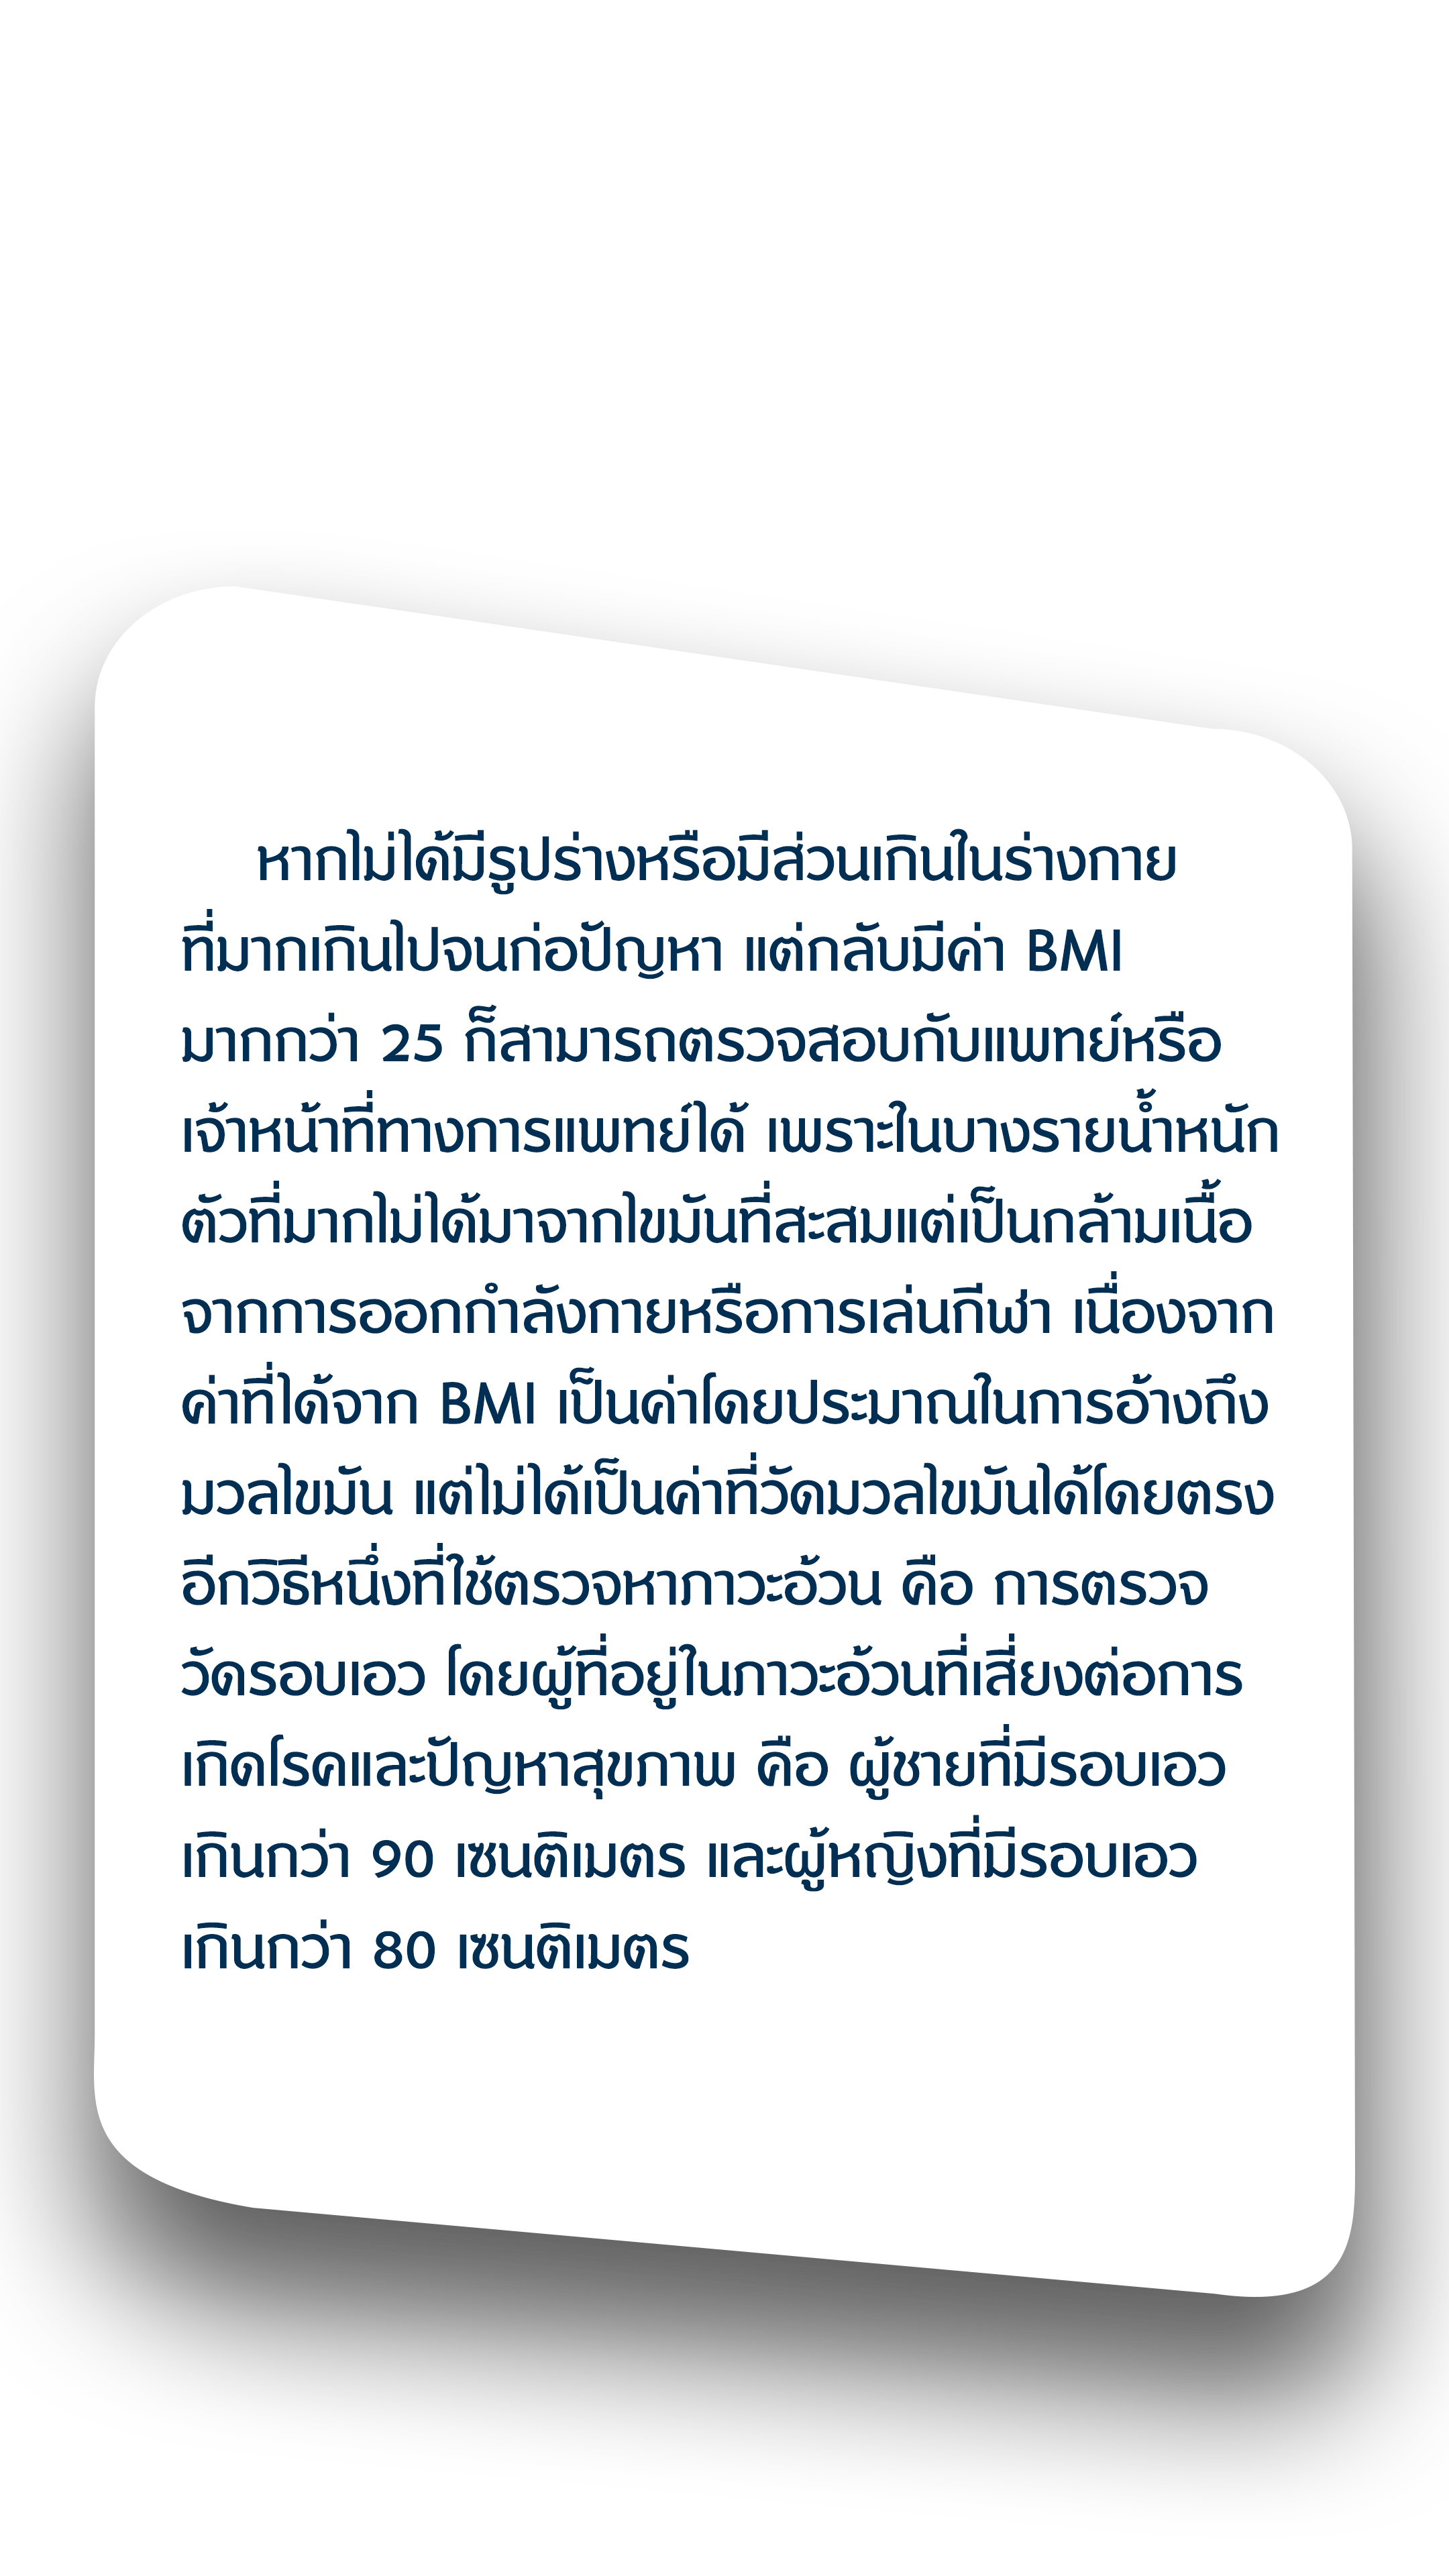 หากไม่ได้มีรูปร่างหรือมีส่วนเกินในร่างกาย
ที่มากเกินไปจนก่อปัญหา แต่กลับมีค่า BMI
มากกว่า 25 ก็สามารถตรวจสอบกับแพทย์หรือ
เจ้าหน้าที่ทางการแพทย์ได้ เพราะในบางรายน้ำหนัก
ตัวที่มากไม่ได้มาจากไขมันที่สะสมแต่เป็นกล้ามเนื้อ
จากการออกกำลังกายหรือการเล่นกีฬา เนื่องจาก
ค่าที่ได้จาก BMI เป็นค่าโดยประมาณในการอ้างถึง
มวลไขมัน แต่ไม่ได้เป็นค่าที่วัดมวลไขมันได้โดยตรง
อีกวิธีหนึ่งที่ใช้ตรวจหาภาวะอ้วน คือ การตรวจ
วัดรอบเอว โดยผู้ที่อยู่ในภาวะอ้วนที่เสี่ยงต่อการ
เกิดโรคและปัญหาสุขภาพ คือ ผู้ชายที่มีรอบเอว
เกินกว่า 90 เซนติเมตร และผู้หญิงที่มีรอบเอว
เกินกว่า 80 เซนติเมตร